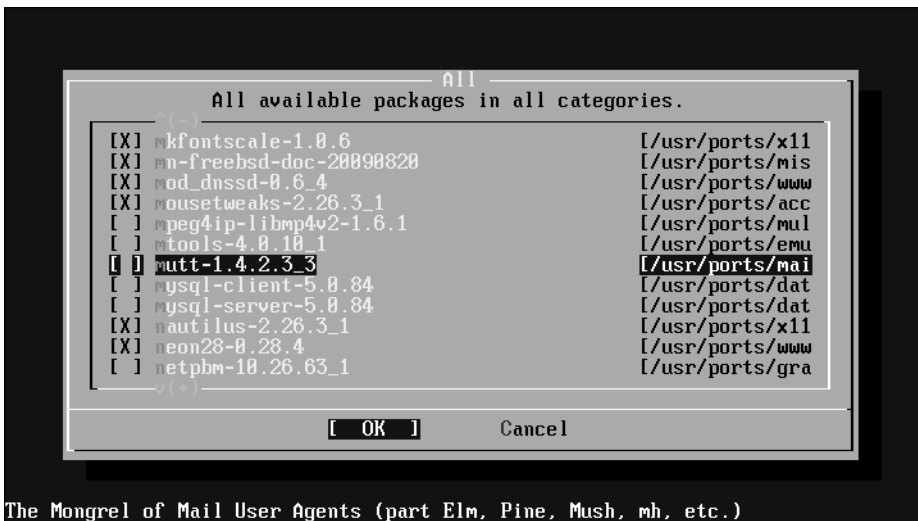 All
All available packages in all categories.
^(-)
[X] mkfontscale-1.0.6 [/usr/ports/x11
[X] mn-freebsd-doc-20090820 [/usr/ports/mis
[X] mod_dnssd-0.6_4 [/usr/ports/www
[X] mousetweaks-2.26.3_1 [/usr/ports/acc
[ ] mpeg4ip-libmp4v2-1.6.1 [/usr/ports/mul
[ ] mtools-4.0.10_1 [/usr/ports/emu
[ ] mutt-1.4.2.3_3 [/usr/ports/mai
[ ] mysql-client-5.0.84 [/usr/ports/dat
[ ] mysql-server-5.0.84 [/usr/ports/dat
[X] nautilus-2.26.3_1 [/usr/ports/x11
[X] neon28-0.28.4 [/usr/ports/www
[ ] netpbm-10.26.63_1 [/usr/ports/gra
v(+)
[ OK ] Cancel
The Mongrel of Mail User Agents (part Elm, Pine, Mush, mh, etc.)